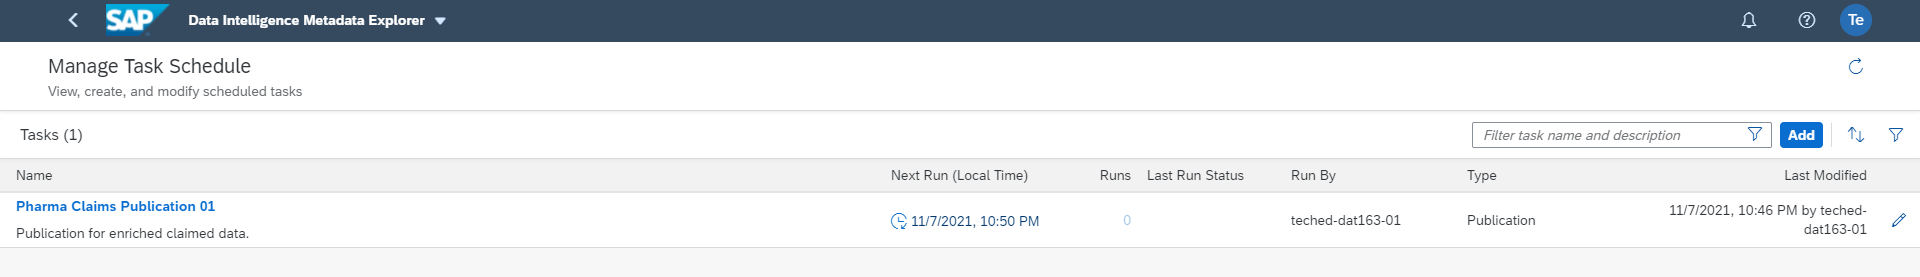 SAP Data Intelligence Metadata Explorer Te
Manage Task Schedule
View, create, and modify scheduled tasks
Tasks (1) Filter task name and description Add
Name Next Run (Local Time) Runs Last Run Status Run By Type Last Modified
Pharma Claims Publication 01
Publication for enriched claimed data.
11/7/2021, 10:50 PM 0 teched-dat163-01 Publication
11/7/2021, 10:46 PM by teched-
dat163-01